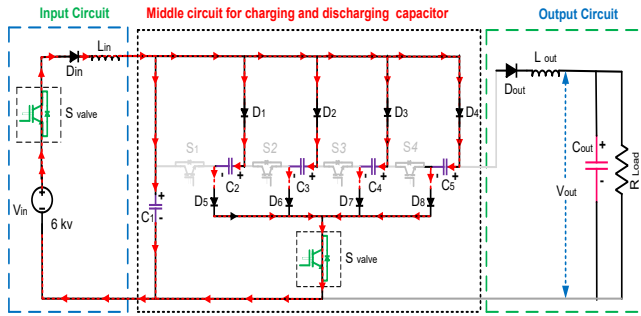 Input Circuit
Middle circuit for charging and discharging capacitor
Output Circuit
Lin
Din
L out
Dout
S valve
D1
D2
D3
D4
S1
S2
S3
S4
- +
- +
- +
- +
C2
C3
C4
C5
Cout
+
-
R Load
Vout
Vin
+
-
6 kv
C1
+
-
D5
D6
D7
D8
S valve